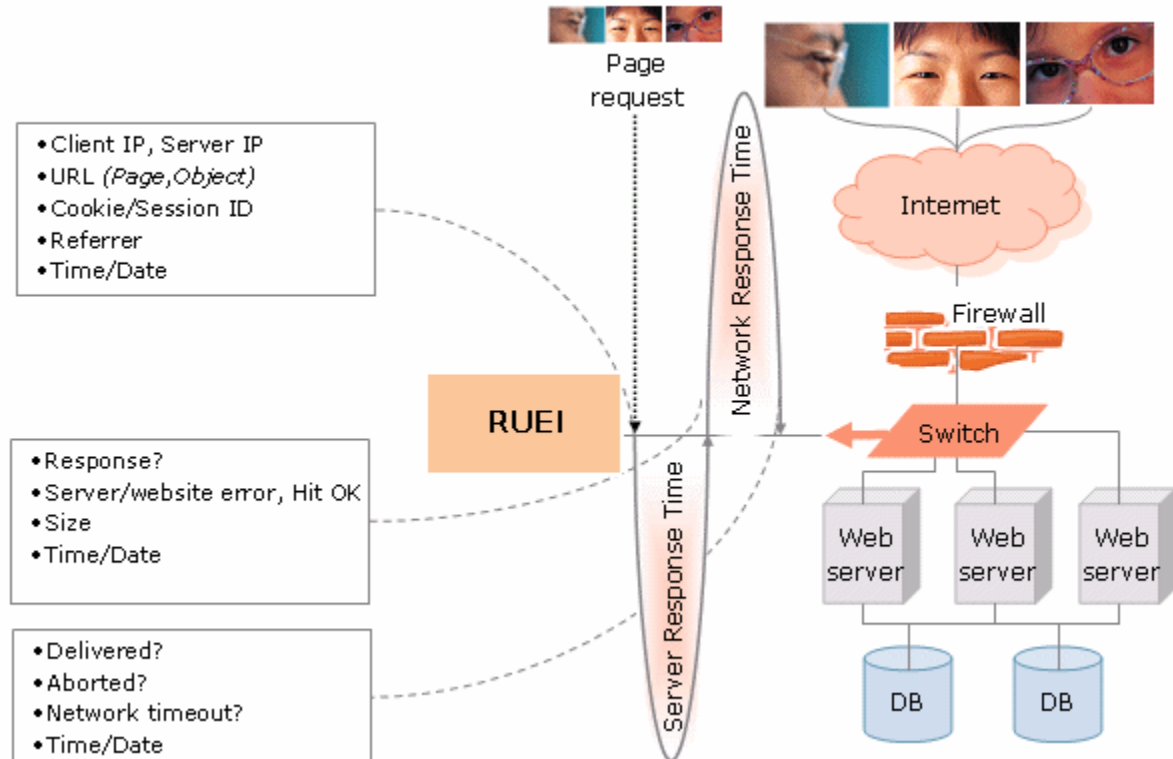 Page
request
• Client IP, Server IP
• URL (Page,Object)
• Cookie/Session ID
• Referrer
• Time/Date
Network Response Time
Internet
Firewall
RUEI
Switch
• Response?
• Server/website error, Hit OK
• Size
• Time/Date
Server Response Time
Web
server
Web
server
Web
server
• Delivered?
• Aborted?
• Network timeout?
• Time/Date
DB
DB